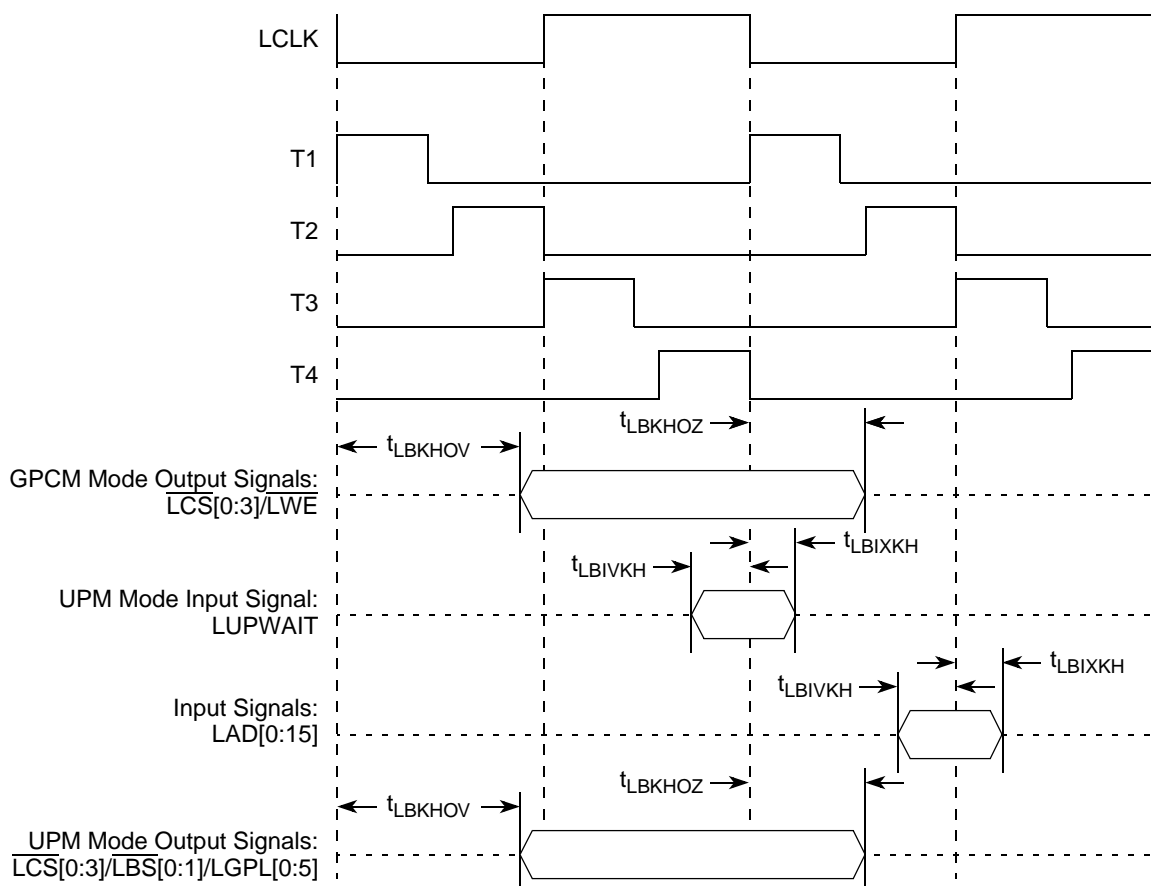 LCLK
T1
T2
T3
T4
tLBKHOZ
tLBKHOV
GPCM Mode Output Signals:
LCS[0:3]/LWE
tLBIXKH
tLBIVKH
UPM Mode Input Signal:
LUPWAIT
tLBIXKH
tLBIVKH
Input Signals:
LAD[0:15]
tLBKHOZ
tLBKHOV
UPM Mode Output Signals:
LCS[0:3]/LBS[0:1]/LGPL[0:5]